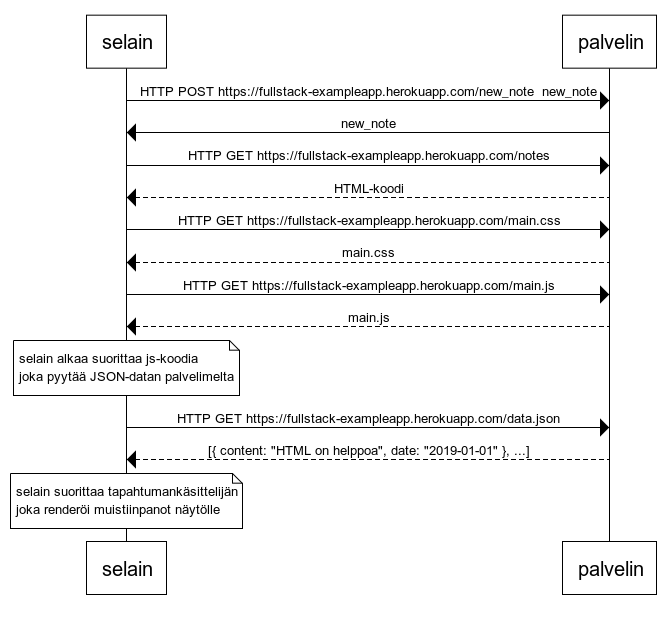 selain palvelin
HTTP POST https://fullstack-exampleapp.herokuapp.com/new_note new_note
new_note
HTTP GET https://fullstack-exampleapp.herokuapp.com/notes
HTML-koodi
HTTP GET https://fullstack-exampleapp.herokuapp.com/main.css
main.css
HTTP GET https://fullstack-exampleapp.herokuapp.com/main.js
main.js
selain alkaa suorittaa js-koodia
joka pyytää JSON-datan palvelimelta
HTTP GET https://fullstack-exampleapp.herokuapp.com/data.json
[{ content: "HTML on helppoa", date: "2019-01-01" }, ...]
selain suorittaa tapahtumankäsittelijän
joka renderöi muistiinpanot näytölle
selain palvelin